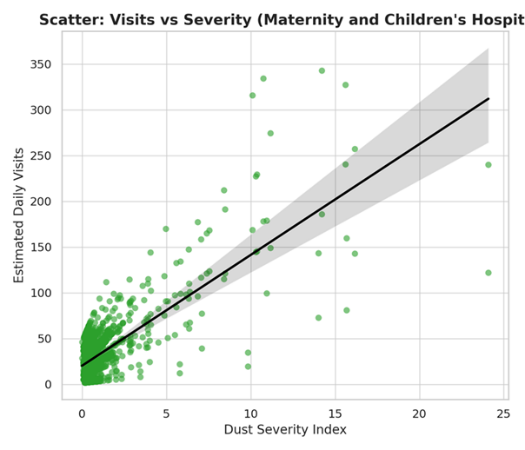 Scatter: Visits vs Severity (Maternity and Children's Hospit
350
300
250
200
150
100
50
0
Estimated Daily Visits
0 5 10 15 20 25
Dust Severity Index